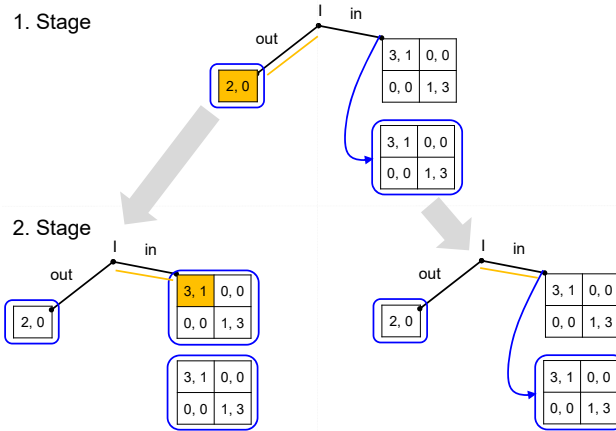 1. Stage
I
in
out
2, 0
3, 1 0, 0
0, 0 1, 3
3, 1 0, 0
0, 0 1, 3
2. Stage
I
in
out
2, 0
3, 1 0, 0
0, 0 1, 3
3, 1 0, 0
0, 0 1, 3
I
in
out
2, 0
3, 1 0, 0
0, 0 1, 3
3, 1 0, 0
0, 0 1, 3